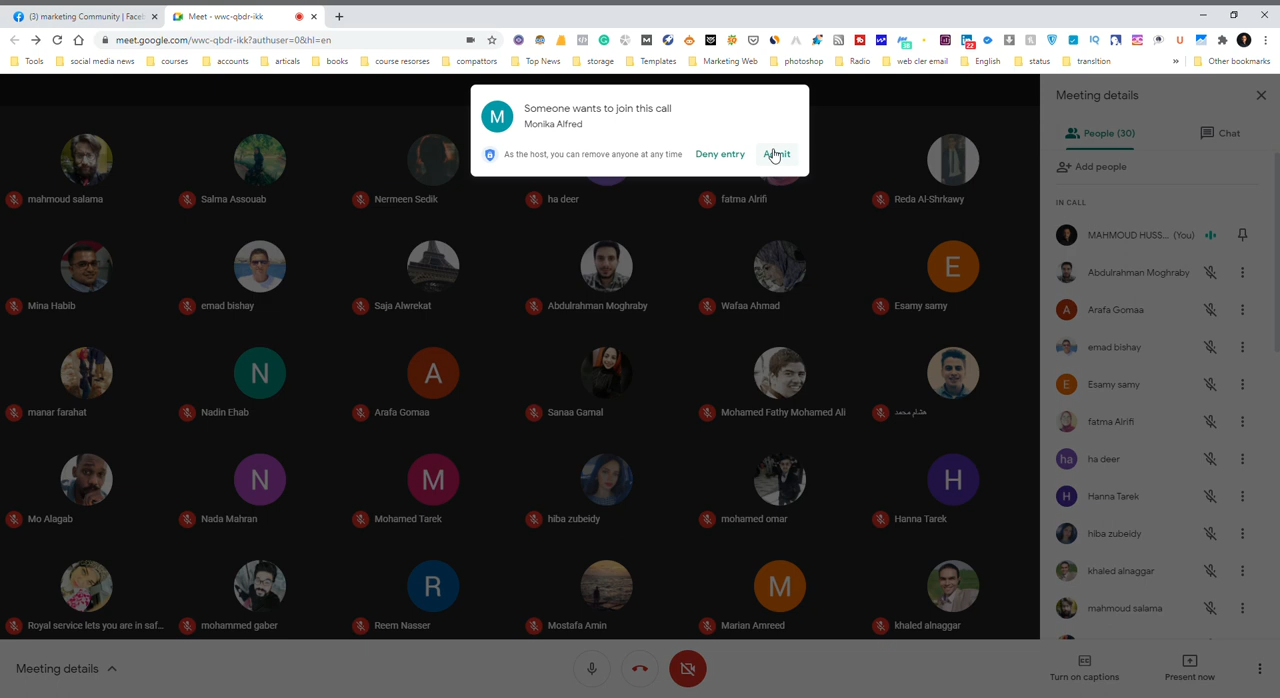 (3) marketing Community | Faceb
Meet - wwc-qbdr-ikk
meet.google.com/wwc-qbdr-ikk?authuser=0&hl=en
Tools
social media news
courses
accounts
articals
books
course resorses
compattors
Top News
storage
Templates
Marketing Web
photoshop
Radio
web cler email
English
status
transltion
»
Other bookmarks
M
Someone wants to join this call
Monika Alfred
As the host, you can remove anyone at any time
Deny entry
Admit
mahmoud salama
Salma Assouab
Nermeen Sedik
ha deer
fatma Alrifi
Reda Al-Shrkawy
E
Mina Habib
emad bishay
Saja Alwrekat
Abdulrahman Moghraby
Wafaa Ahmad
Esamy samy
N
A
manar farahat
Nadin Ehab
Arafa Gomaa
Sanaa Gamal
Mohamed Fathy Mohamed Ali
هشام محمد
N
M
H
Mo Alagab
Nada Mahran
Mohamed Tarek
hiba zubeidy
mohamed omar
Hanna Tarek
R
M
Royal service lets you are in saf...
mohammed gaber
Reem Nasser
Mostafa Amin
Marian Amreed
khaled alnaggar
Meeting details
People (30)
Chat
Add people
IN CALL
MAHMOUD HUSS... (You)
Abdulrahman Moghraby
A
Arafa Gomaa
emad bishay
E
Esamy samy
fatma Alrifi
ha
ha deer
H
Hanna Tarek
hiba zubeidy
khaled alnaggar
mahmoud salama
Meeting details
Turn on captions
Present now